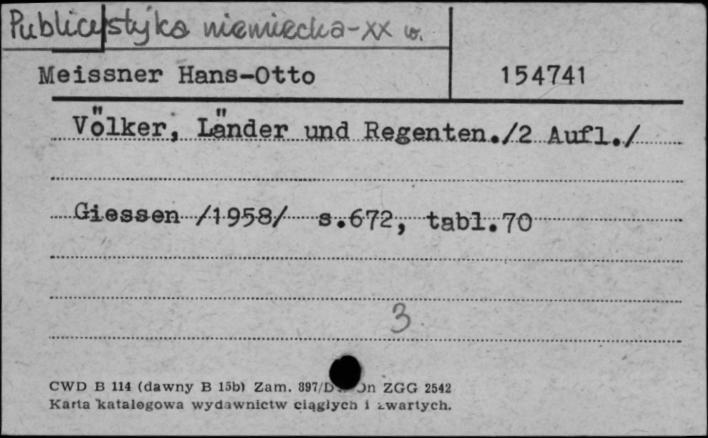 Publicystyka niemiecka-XX w.
Meissner Hans-Otto 154741
Völker, Länder und Regenten./2 Aufl./
Giessen /1958/ s.672, tabl.70
3
CWD B 114 (dawny B 15b) Zam. 897/D ZGG 2542
Karta katalogowa wydawnictw ciągłych i zwartych.